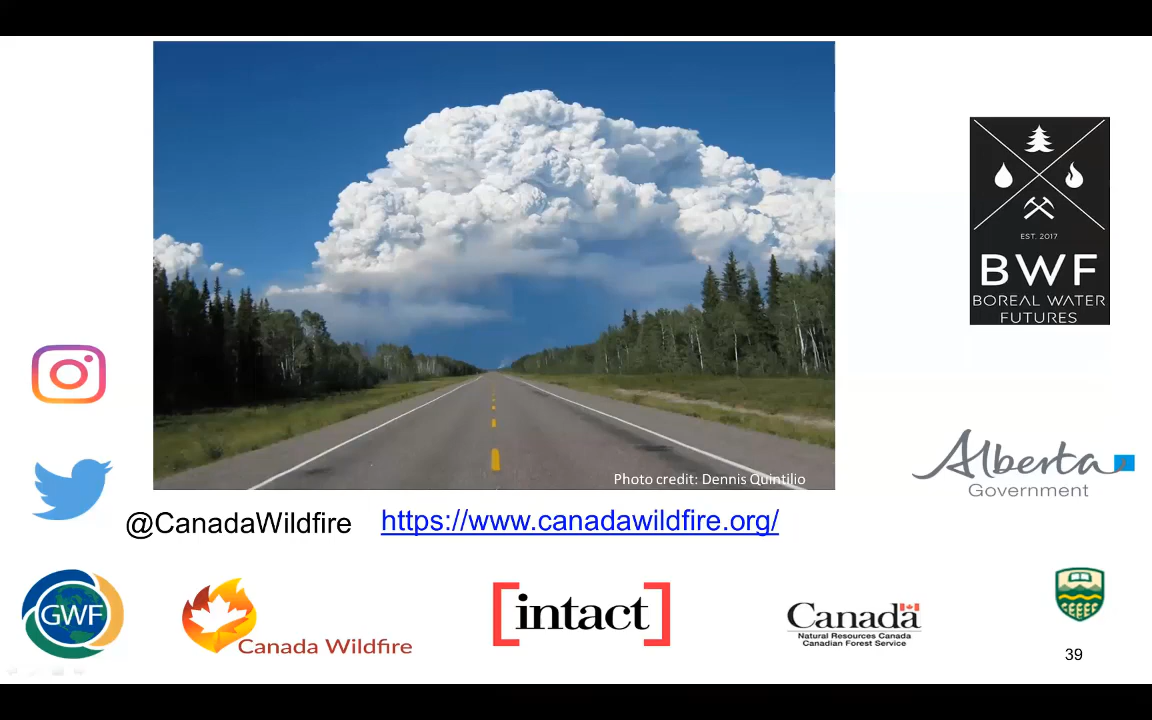 EST. 2017
BWF
BOREAL WATER
FUTURES
Photo credit: Dennis Quintilio
Alberta
Government
@CanadaWildfire
https://www.canadawildfire.org/
GWF
Canada Wildfire
[intact]
Canada
Natural Resources Canada
Canadian Forest Service
39